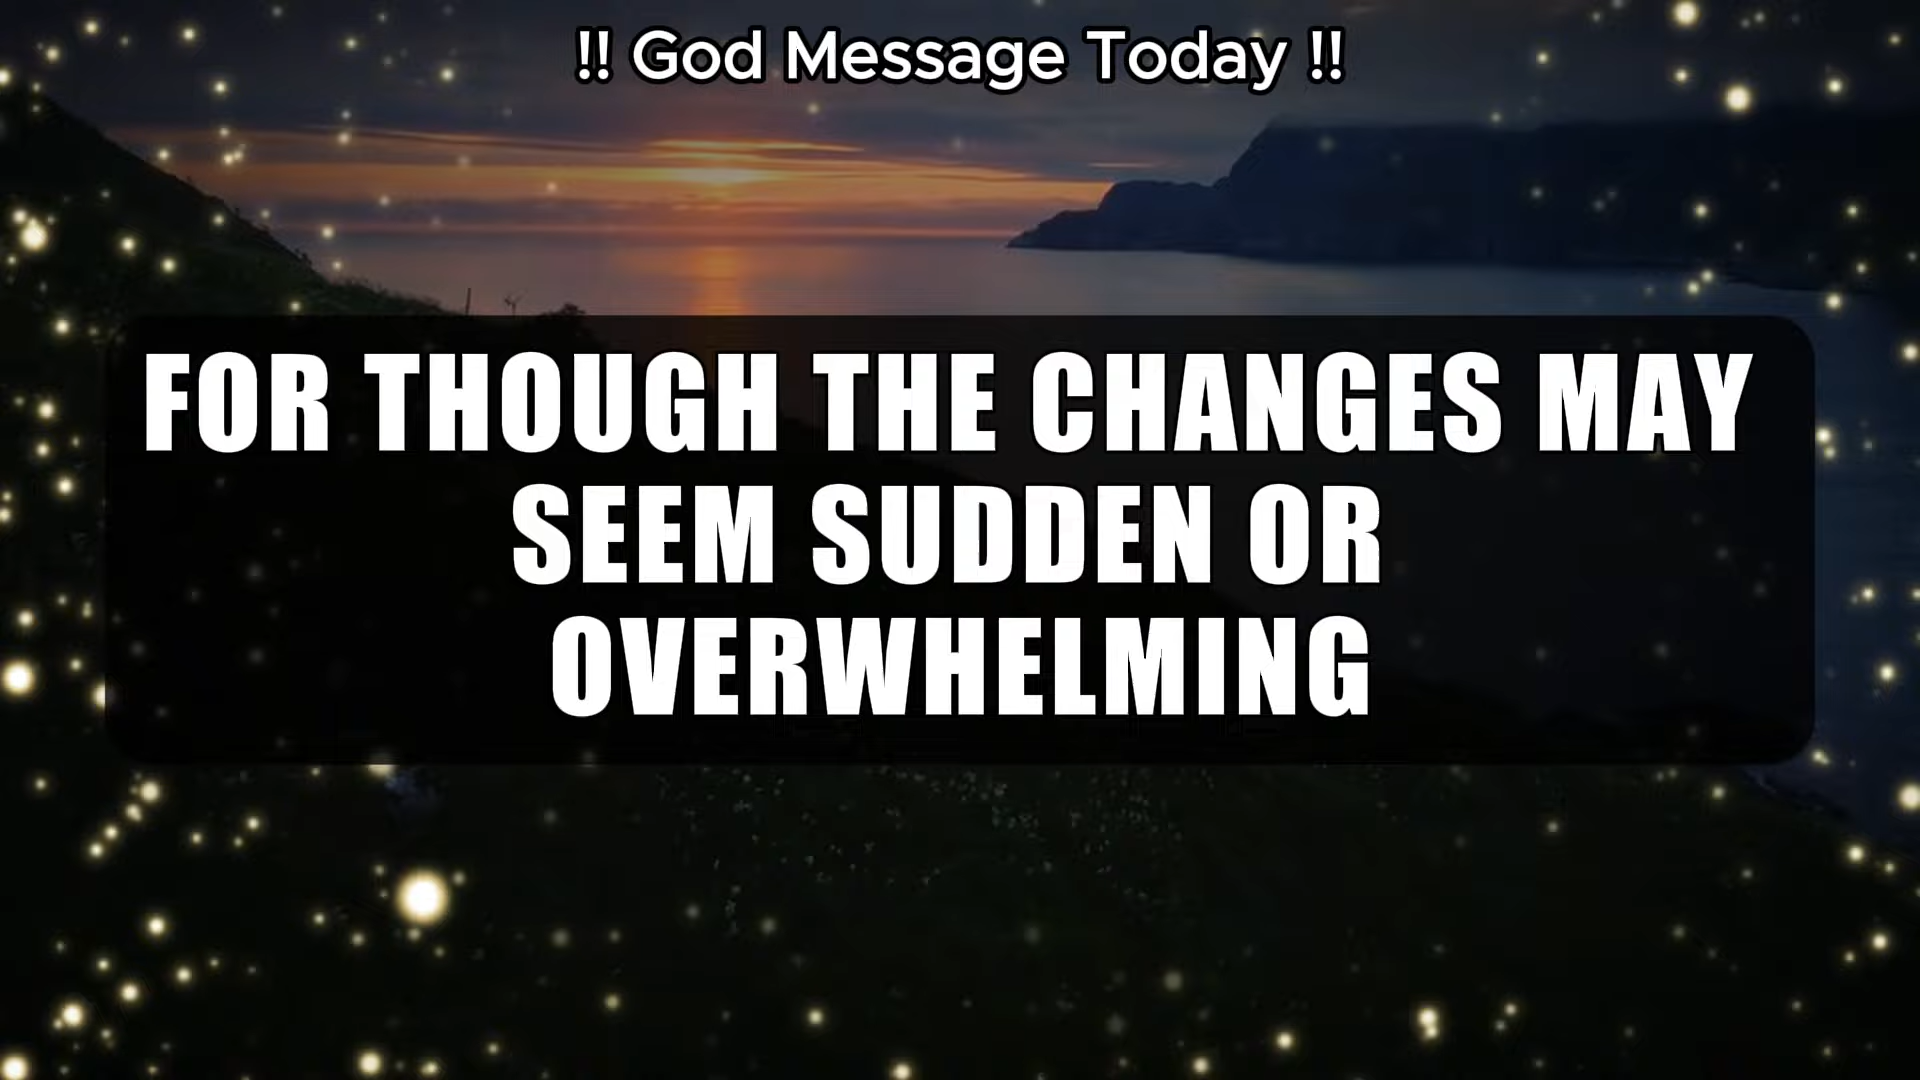 !! God Message Today !!
FOR THOUGH THE CHANGES MAY
SEEM SUDDEN OR
OVERWHELMING